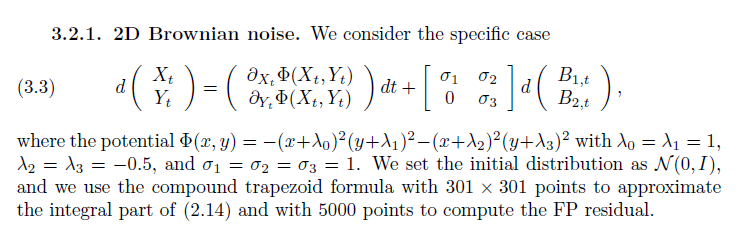 3.2.1. 2D Brownian noise. We consider the specific case
(3.3) d ( X_t Y_t ) = ( ∂_{X_t}Φ(X_t, Y_t) ∂_{Y_t}Φ(X_t, Y_t) ) dt + [ σ_1 σ_2 0 σ_3 ] d ( B_{1,t} B_{2,t} ) ,
where the potential Φ(x, y) = −(x+λ_0)²(y+λ_1)²−(x+λ_2)²(y+λ_3)² with λ_0 = λ_1 = 1,
λ_2 = λ_3 = −0.5, and σ_1 = σ_2 = σ_3 = 1. We set the initial distribution as 𝒩(0, I),
and we use the compound trapezoid formula with 301 × 301 points to approximate
the integral part of (2.14) and with 5000 points to compute the FP residual.